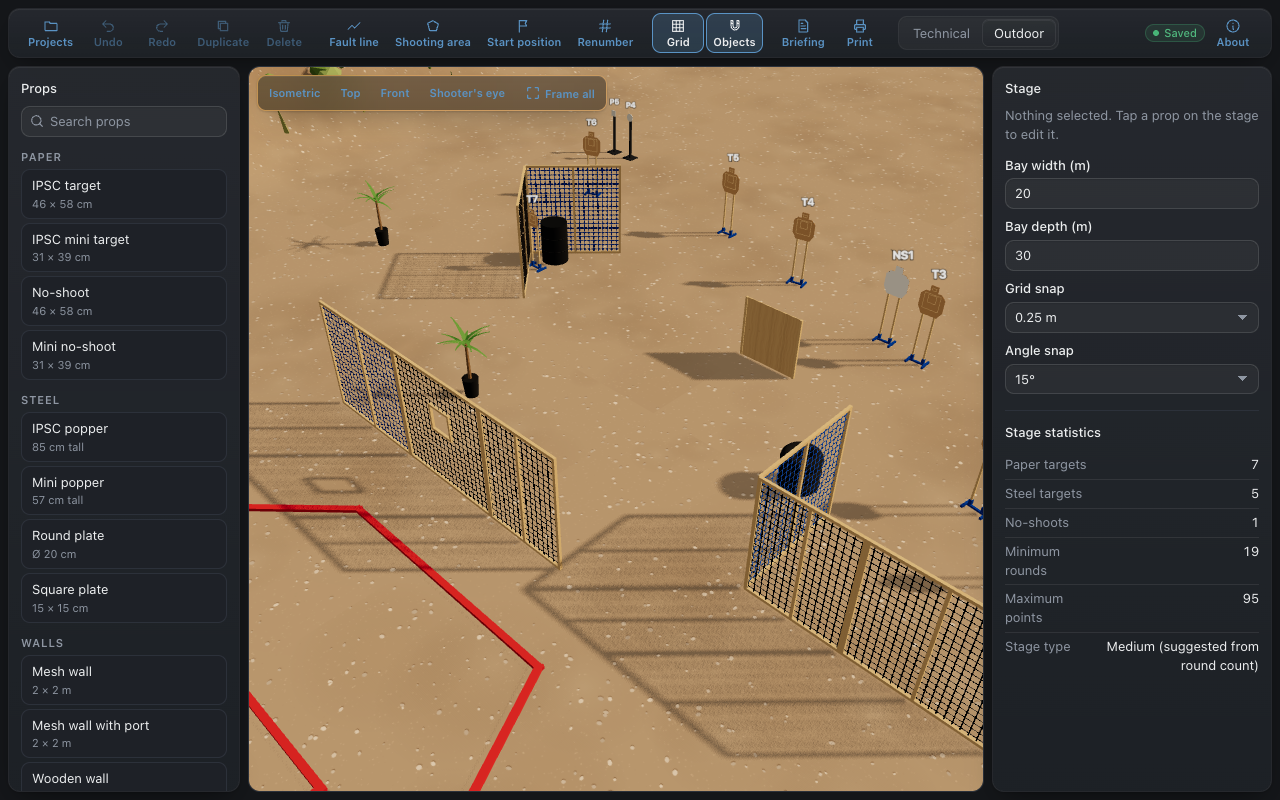 Projects
Undo
Redo
Duplicate
Delete
Fault line
Shooting area
Start position
Renumber
Grid
Objects
Briefing
Print
Technical
Outdoor
Saved
About
Props
Search props
PAPER
IPSC target
46 × 58 cm
IPSC mini target
31 × 39 cm
No-shoot
46 × 58 cm
Mini no-shoot
31 × 39 cm
STEEL
IPSC popper
85 cm tall
Mini popper
57 cm tall
Round plate
Ø 20 cm
Square plate
15 × 15 cm
WALLS
Mesh wall
2 × 2 m
Mesh wall with port
2 × 2 m
Wooden wall
Isometric
Top
Front
Shooter's eye
Frame all
P5
P4
T6
T5
T7
T4
NS1
T3
Stage
Nothing selected. Tap a prop on the stage
to edit it.
Bay width (m)
20
Bay depth (m)
30
Grid snap
0.25 m
Angle snap
15°
Stage statistics
Paper targets 7
Steel targets 5
No-shoots 1
Minimum
rounds 19
Maximum
points 95
Stage type Medium (suggested from
round count)